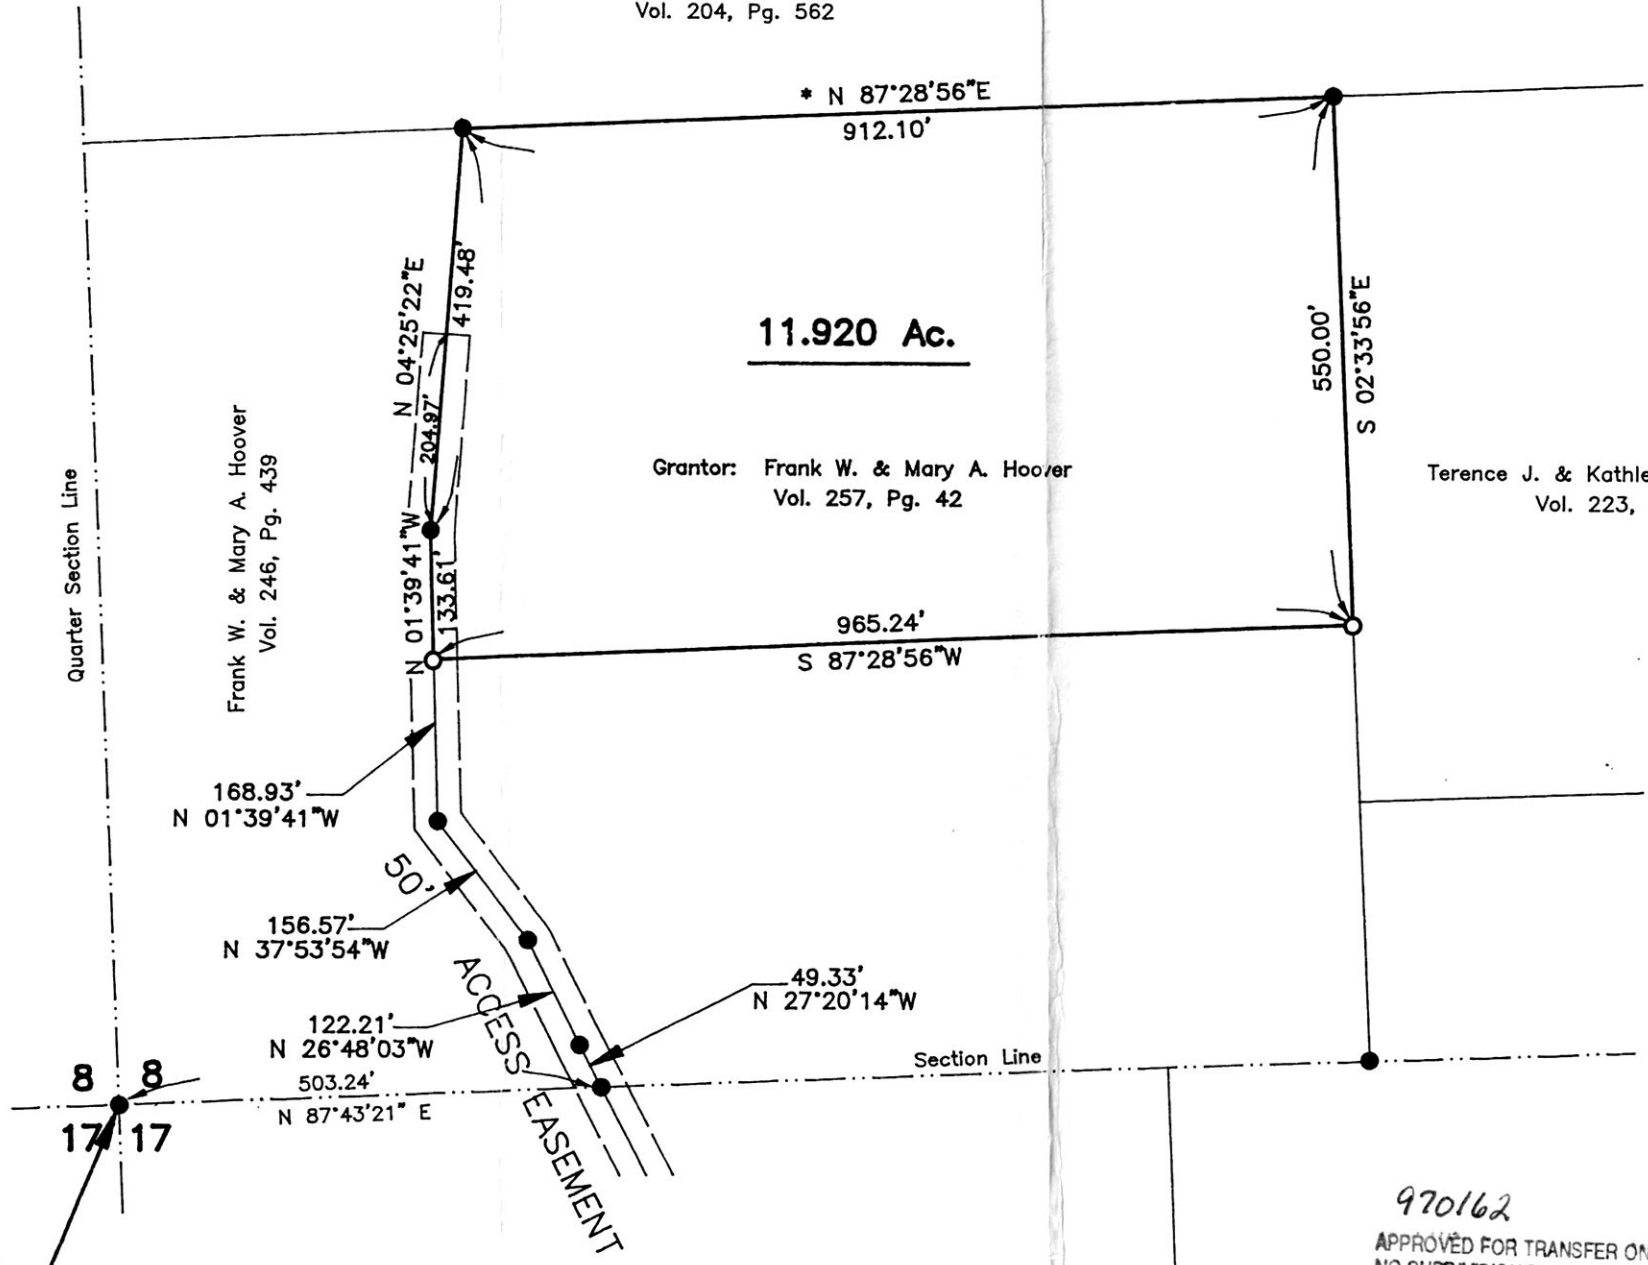 Vol. 204, Pg. 562
* N 87°28'56"E
912.10'
N 04°25'22"E
419.48'
204.97'
11.920 Ac.
550.00'
S 02°33'56"E
Quarter Section Line
Frank W. & Mary A. Hoover
Vol. 246, Pg. 439
Grantor: Frank W. & Mary A. Hoover
Vol. 257, Pg. 42
Terence J. & Kathle
Vol. 223,
N 01°39'41"W
133.61'
965.24'
S 87°28'56"W
168.93'
N 01°39'41"W
50'
156.57'
N 37°53'54"W
49.33'
N 27°20'14"W
122.21'
N 26°48'03"W
ACCESS EASEMENT
Section Line
8 8
503.24'
N 87°43'21" E
17 17
970162
APPROVED FOR TRANSFER ON